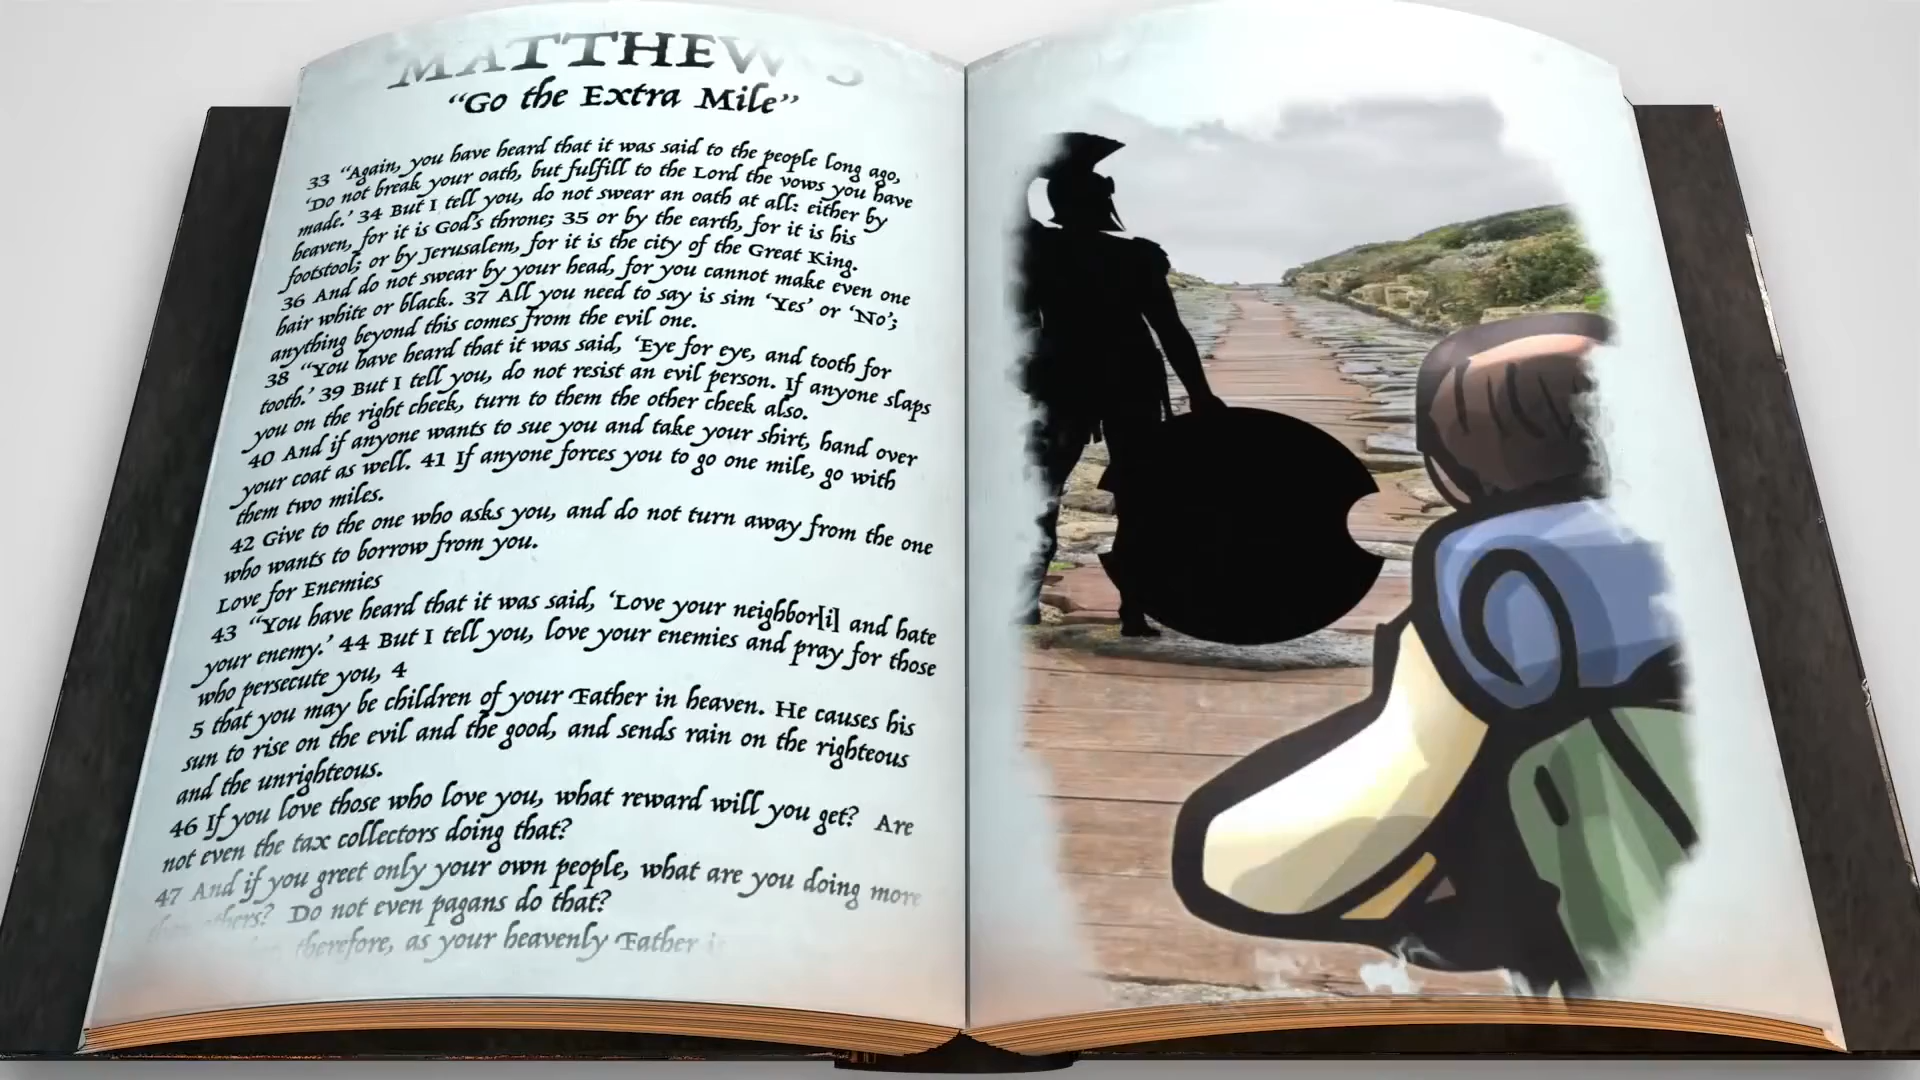 MATTHEW 5
“Go the Extra Mile”
33 “Again, you have heard that it was said to the people long ago,
‘Do not break your oath, but fulfill to the Lord the vows you have
made.’ 34 But I tell you, do not swear an oath at all: either by
heaven, for it is God’s throne; 35 or by the earth, for it is his
footstool; or by Jerusalem, for it is the city of the Great King.
36 And do not swear by your head, for you cannot make even one
hair white or black. 37 All you need to say is sim ‘Yes’ or ‘No’;
anything beyond this comes from the evil one.
38 “You have heard that it was said, ‘Eye for eye, and tooth for
tooth.’ 39 But I tell you, do not resist an evil person. If anyone slaps
you on the right cheek, turn to them the other cheek also.
40 And if anyone wants to sue you and take your shirt, hand over
your coat as well. 41 If anyone forces you to go one mile, go with
them two miles.
42 Give to the one who asks you, and do not turn away from the one
who wants to borrow from you.
Love for Enemies
43 “You have heard that it was said, ‘Love your neighbor[i] and hate
your enemy.’ 44 But I tell you, love your enemies and pray for those
who persecute you, 4
5 that you may be children of your Father in heaven. He causes his
sun to rise on the evil and the good, and sends rain on the righteous
and the unrighteous.
46 If you love those who love you, what reward will you get? Are
not even the tax collectors doing that?
47 And if you greet only your own people, what are you doing more
than others? Do not even pagans do that?
therefore, as your heavenly Father is